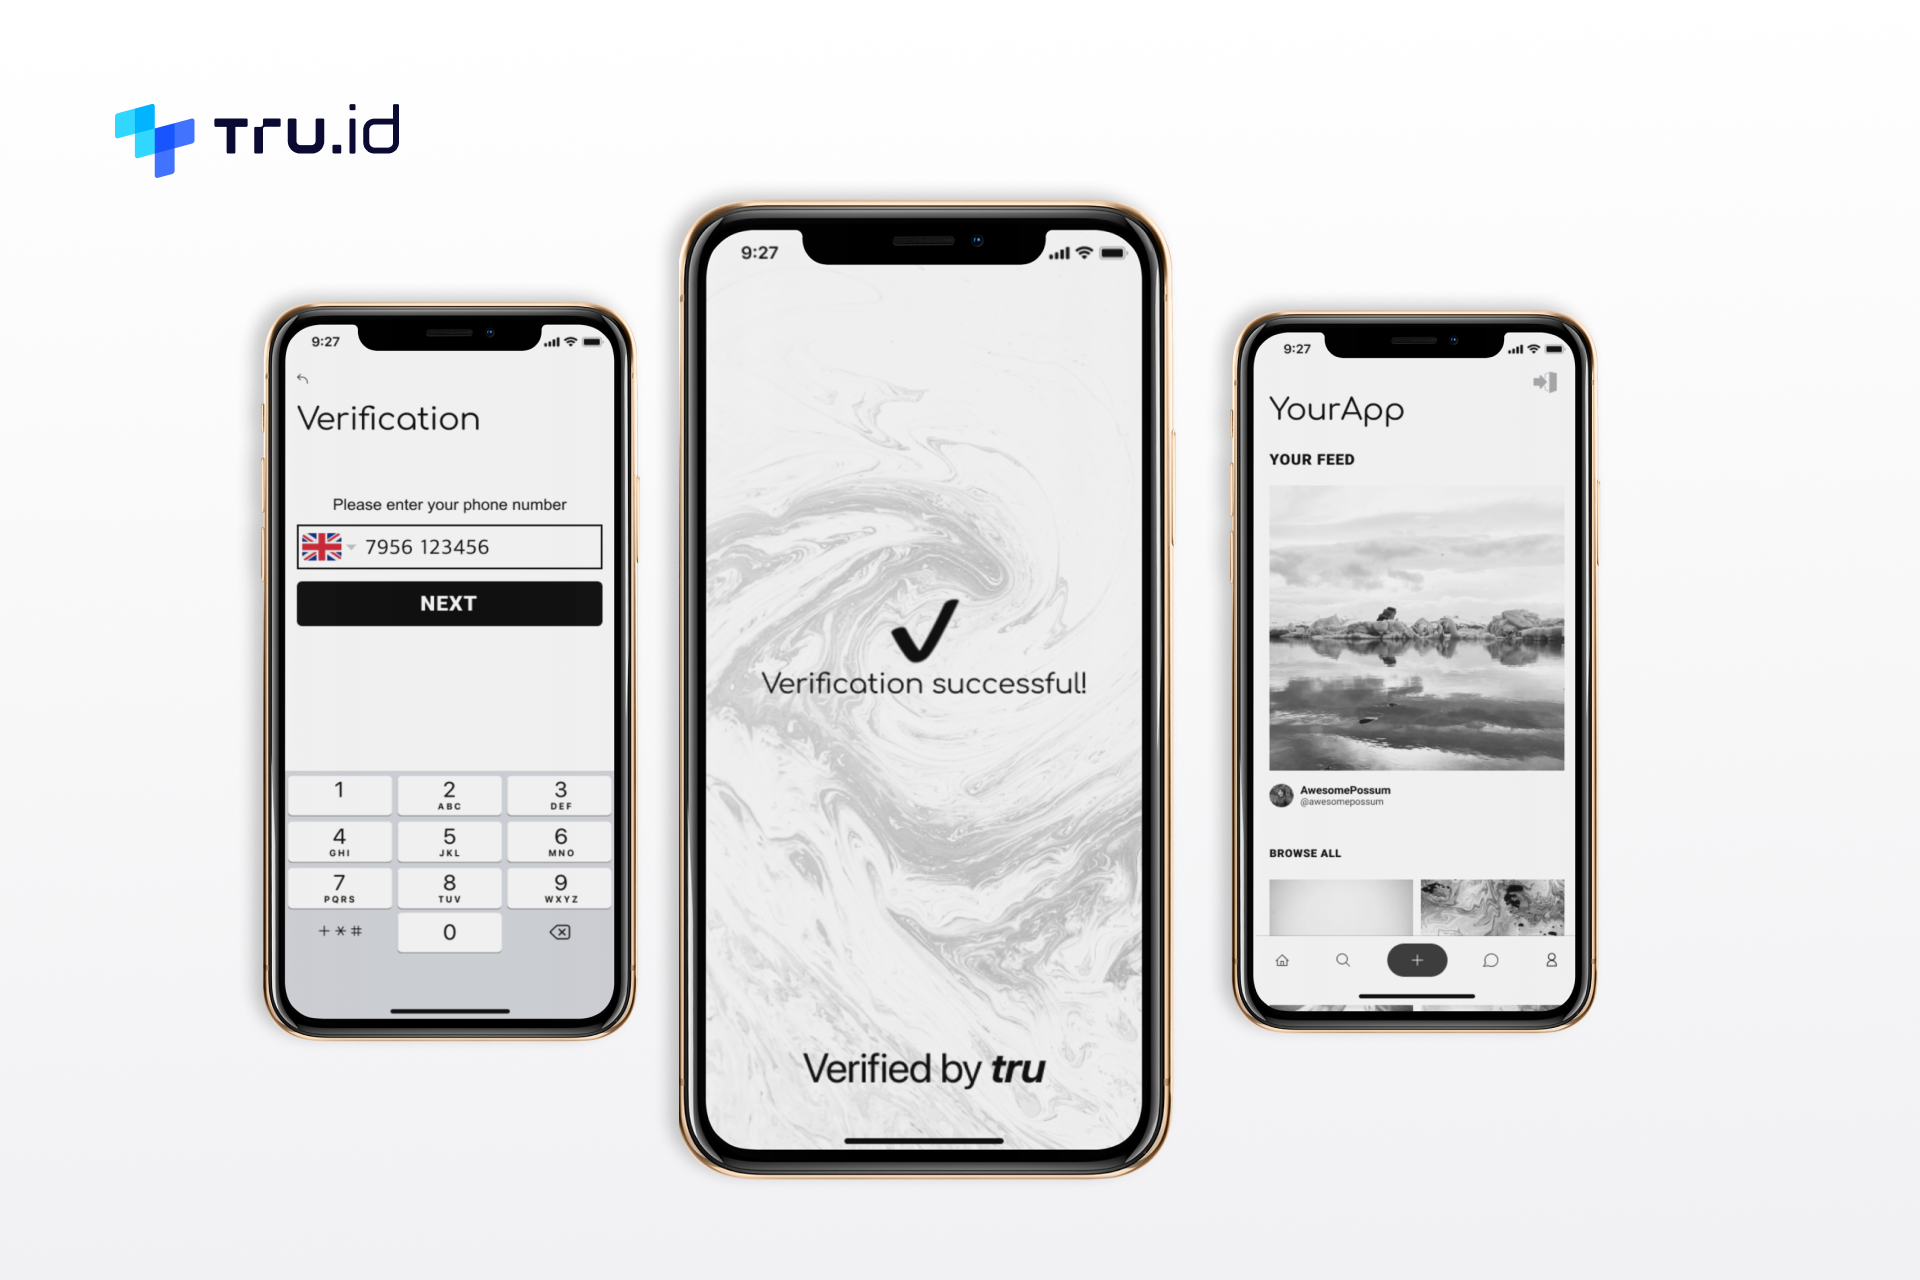 Tru.id
9:27
Verification
Please enter your phone number
7956 123456
NEXT
1
2
ABC
3
DEF
4
GHI
5
JKL
6
MNO
7
PQRS
8
TUV
9
WXYZ
+*#
0
9:27
Verification successful!
Verified by tru
9:27
YourApp
YOUR FEED
AwesomePossum
@awesomepossum
BROWSE ALL